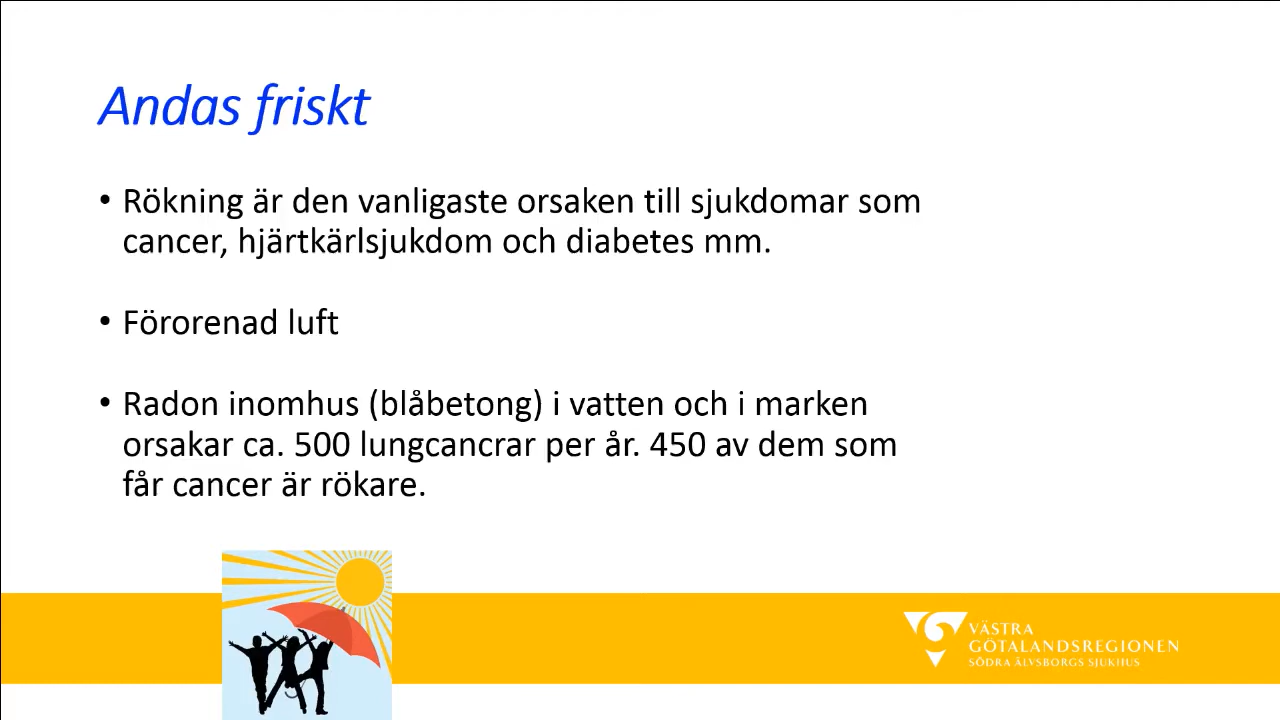 Andas friskt
• Rökning är den vanligaste orsaken till sjukdomar som
cancer, hjärtkärlsjukdom och diabetes mm.
• Förorenad luft
• Radon inomhus (blåbetong) i vatten och i marken
orsakar ca. 500 lungcancrar per år. 450 av dem som
får cancer är rökare.
VÄSTRA
GÖTALANDSREGIONEN
SÖDRA ÄLVSBORGS SJUKHUS